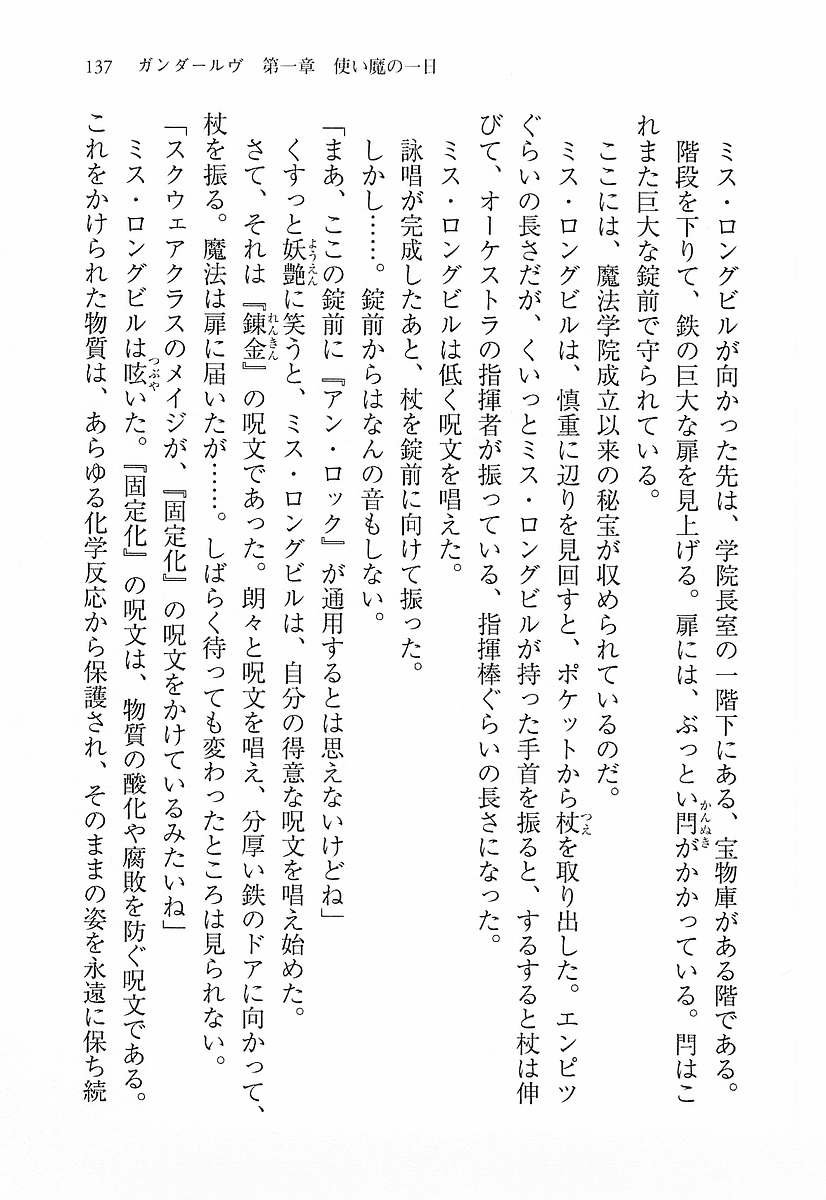 137　ガンダールヴ　第一章　使い魔の一日
　ミス・ロングビルが向かった先は、学院長室の一階下にある、宝物庫がある階である。
　階段を下りて、鉄の巨大な扉を見上げる。扉には、ぶっとい閂がかかっている。閂はこ
れまた巨大な錠前で守られている。
　ここには、魔法学院成立以来の秘宝が収められているのだ。
　ミス・ロングビルは、慎重に辺りを見回すと、ポケットから杖を取り出した。エンピツ
ぐらいの長さだが、くいっとミス・ロングビルが持った手首を振ると、するすると杖は伸
びて、オーケストラの指揮者が振っている、指揮棒ぐらいの長さになった。
　ミス・ロングビルは低く呪文を唱えた。
　詠唱が完成したあと、杖を錠前に向けて振った。
　しかし……。錠前からはなんの音もしない。
「まあ、ここの錠前に『アン・ロック』が通用するとは思えないけどね」
　くすっと妖艶に笑うと、ミス・ロングビルは、自分の得意な呪文を唱え始めた。
　さて、それは『錬金』の呪文であった。朗々と呪文を唱え、分厚い鉄のドアに向かって、
杖を振る。魔法は扉に届いたが……。しばらく待っても変わったところは見られない。
「スクウェアクラスのメイジが、『固定化』の呪文をかけているみたいね」
　ミス・ロングビルは呟いた。『固定化』の呪文は、物質の酸化や腐敗を防ぐ呪文である。
これをかけられた物質は、あらゆる化学反応から保護され、そのままの姿を永遠に保ち続